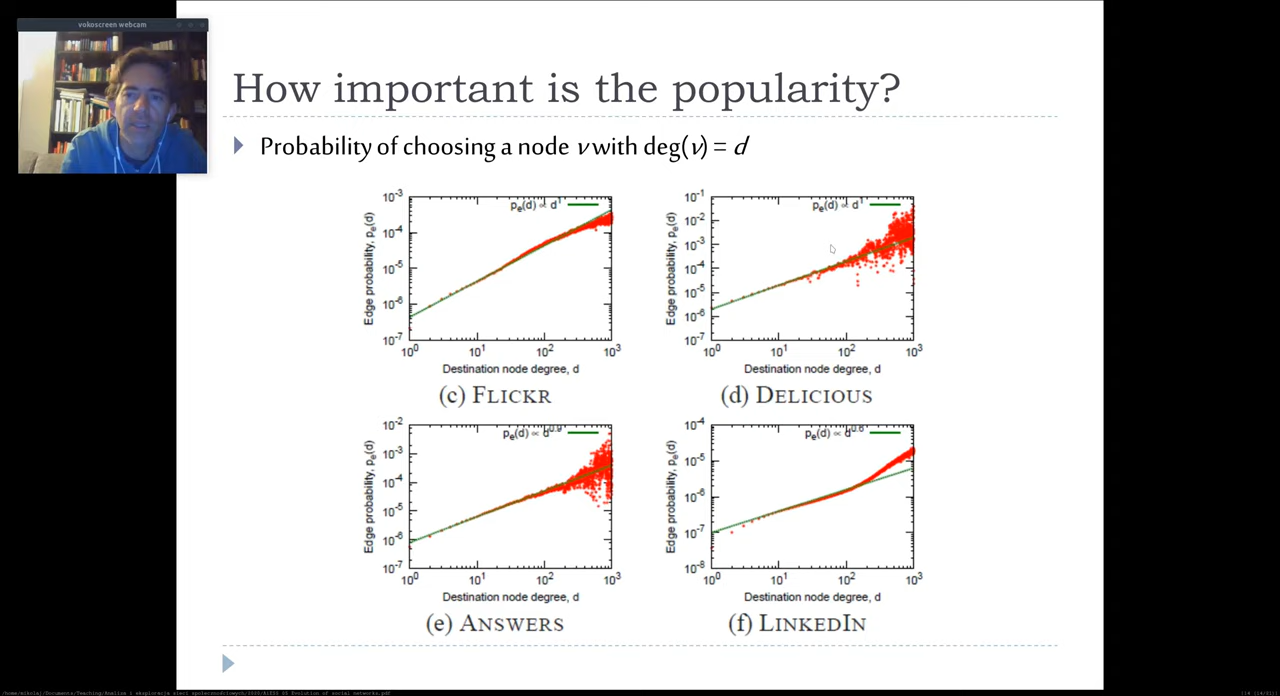 vokoscreen webcam
How important is the popularity?
Probability of choosing a node v with deg(v) = d
10^-3
10^-4
10^-5
10^-6
10^-7
Edge probability, p_e(d)
p_e(d) ∝ d^1
10^0 10^1 10^2 10^3
Destination node degree, d
(c) FLICKR
10^-1
10^-2
10^-3
10^-4
10^-5
10^-6
10^-7
Edge probability, p_e(d)
p_e(d) ∝ d^1
10^0 10^1 10^2 10^3
Destination node degree, d
(d) DELICIOUS
10^-2
10^-3
10^-4
10^-5
10^-6
10^-7
Edge probability, p_e(d)
p_e(d) ∝ d^0.9
10^0 10^1 10^2 10^3
Destination node degree, d
(e) ANSWERS
10^-4
10^-5
10^-6
10^-7
10^-8
Edge probability, p_e(d)
p_e(d) ∝ d^0.6
10^0 10^1 10^2 10^3
Destination node degree, d
(f) LINKEDIN